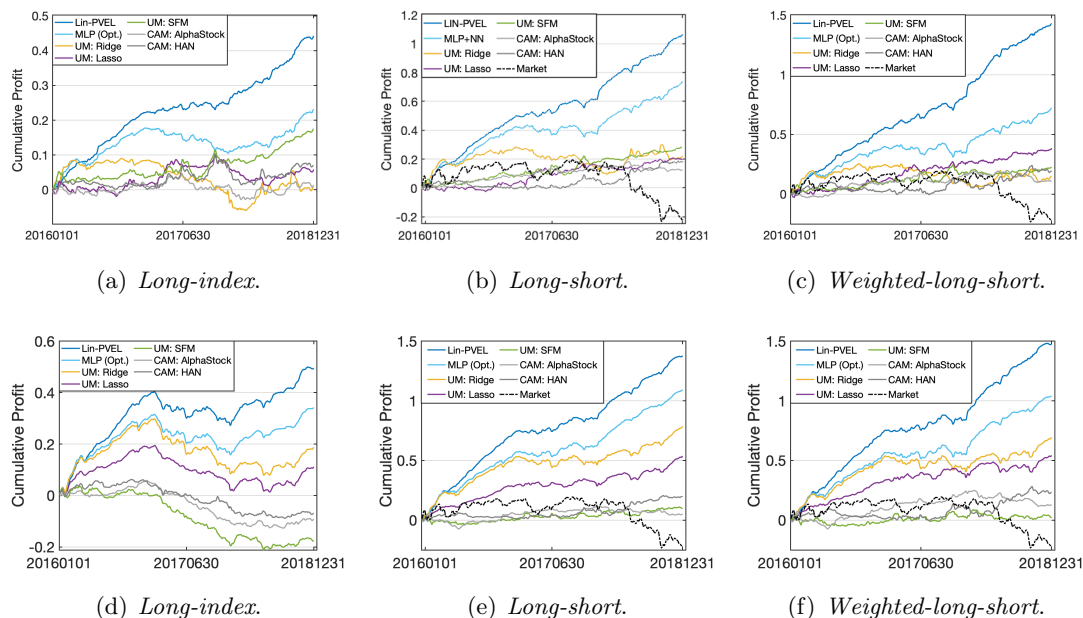 0.5
0.4
0.3
0.2
0.1
0
Cumulative Profit
Lin-PVEL
MLP (Opt.)
UM: Ridge
UM: Lasso
UM: SFM
CAM: AlphaStock
CAM: HAN
20160101 20170630 20181231
(a) Long-index.
1.2
1
0.8
0.6
0.4
0.2
0
-0.2
Cumulative Profit
LIN-PVEL
MLP+NN
UM: Ridge
UM: Lasso
UM: SFM
CAM: AlphaStock
CAM: HAN
Market
20160101 20170630 20181231
(b) Long-short.
1.5
1
0.5
0
Cumulative Profit
Lin-PVEL
MLP (Opt.)
UM: Ridge
UM: Lasso
UM: SFM
CAM: AlphaStock
CAM: HAN
Market
20160101 20170630 20181231
(c) Weighted-long-short.
0.6
0.4
0.2
0
-0.2
Cumulative Profit
Lin-PVEL
MLP (Opt.)
UM: Ridge
UM: Lasso
UM: SFM
CAM: AlphaStock
CAM: HAN
20160101 20170630 20181231
(d) Long-index.
1.5
1
0.5
0
Cumulative Profit
Lin-PVEL
MLP (Opt.)
UM: Ridge
UM: Lasso
UM: SFM
CAM: AlphaStock
CAM: HAN
Market
20160101 20170630 20181231
(e) Long-short.
1.5
1
0.5
0
Cumulative Profit
Lin-PVEL
MLP (Opt.)
UM: Ridge
UM: Lasso
UM: SFM
CAM: AlphaStock
CAM: HAN
Market
20160101 20170630 20181231
(f) Weighted-long-short.